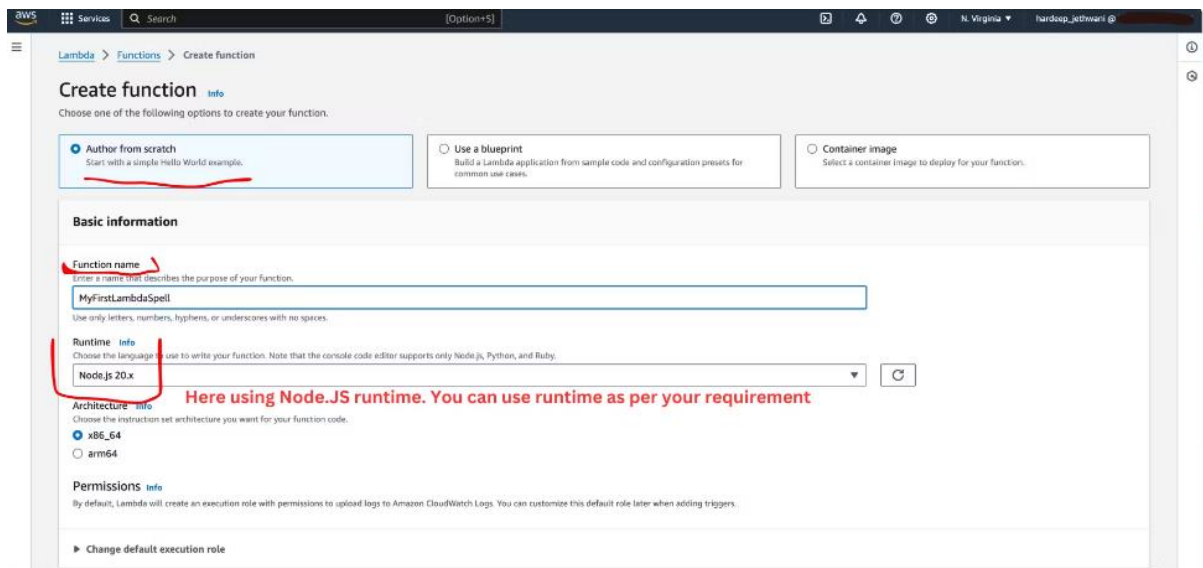 aws Services Search [Option+S] N. Virginia ▼ hardeep_jethwani @
Lambda > Functions > Create function
Create function Info
Choose one of the following options to create your function.
Author from scratch
Start with a simple Hello World example.
Use a blueprint
Build a Lambda application from sample code and configuration presets for
common use cases.
Container image
Select a container image to deploy for your function.
Basic information
Function name
Enter a name that describes the purpose of your function.
MyFirstLambdaSpell
Use only letters, numbers, hyphens, or underscores with no spaces.
Runtime Info
Choose the language to use to write your function. Note that the console code editor supports only Node.js, Python, and Ruby.
Node.js 20.x
Here using Node.JS runtime. You can use runtime as per your requirement
Architecture Info
Choose the instruction set architecture you want for your function code.
x86_64
arm64
Permissions Info
By default, Lambda will create an execution role with permissions to upload logs to Amazon CloudWatch Logs. You can customize this default role later when adding triggers.
Change default execution role